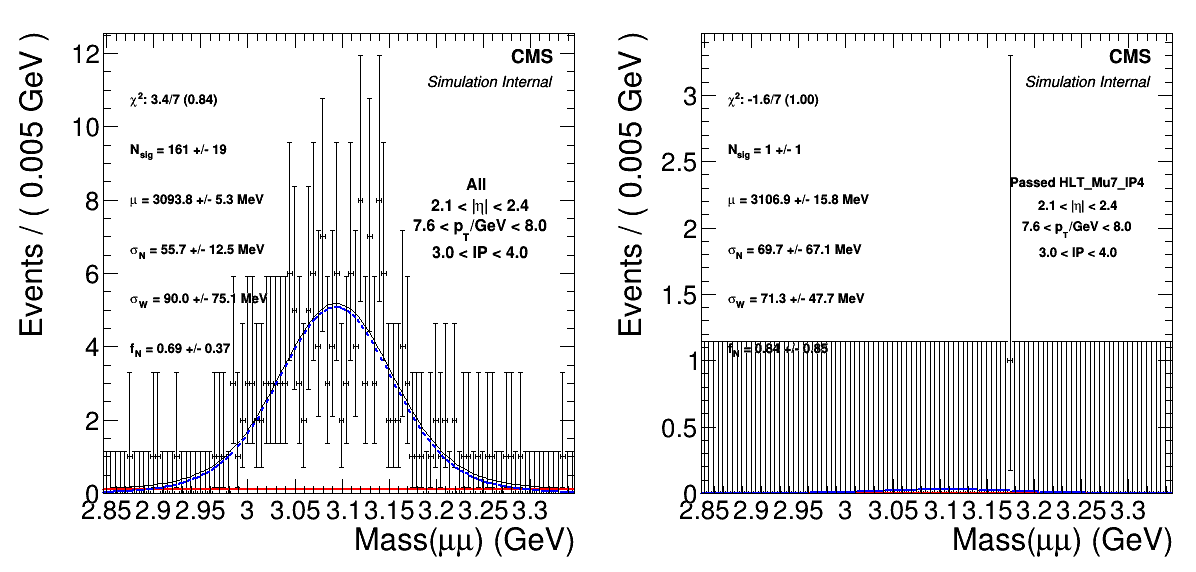 Events / ( 0.005 GeV )
12
10
8
6
4
2
0
CMS
Simulation Internal
χ²: 3.4/7 (0.84)
N_sig = 161 +/- 19
μ = 3093.8 +/- 5.3 MeV
σ_N = 55.7 +/- 12.5 MeV
σ_W = 90.0 +/- 75.1 MeV
f_N = 0.69 +/- 0.37
All
2.1 < |η| < 2.4
7.6 < p_T/GeV < 8.0
3.0 < IP < 4.0
2.85 2.9 2.95 3 3.05 3.1 3.15 3.2 3.25 3.3
Mass(μμ) (GeV)
Events / ( 0.005 GeV )
3
2.5
2
1.5
1
0.5
0
CMS
Simulation Internal
χ²: -1.6/7 (1.00)
N_sig = 1 +/- 1
μ = 3106.9 +/- 15.8 MeV
σ_N = 69.7 +/- 67.1 MeV
σ_W = 71.3 +/- 47.7 MeV
f_N = 0.84 +/- 0.85
Passed HLT_Mu7_IP4
2.1 < |η| < 2.4
7.6 < p_T/GeV < 8.0
3.0 < IP < 4.0
2.85 2.9 2.95 3 3.05 3.1 3.15 3.2 3.25 3.3
Mass(μμ) (GeV)